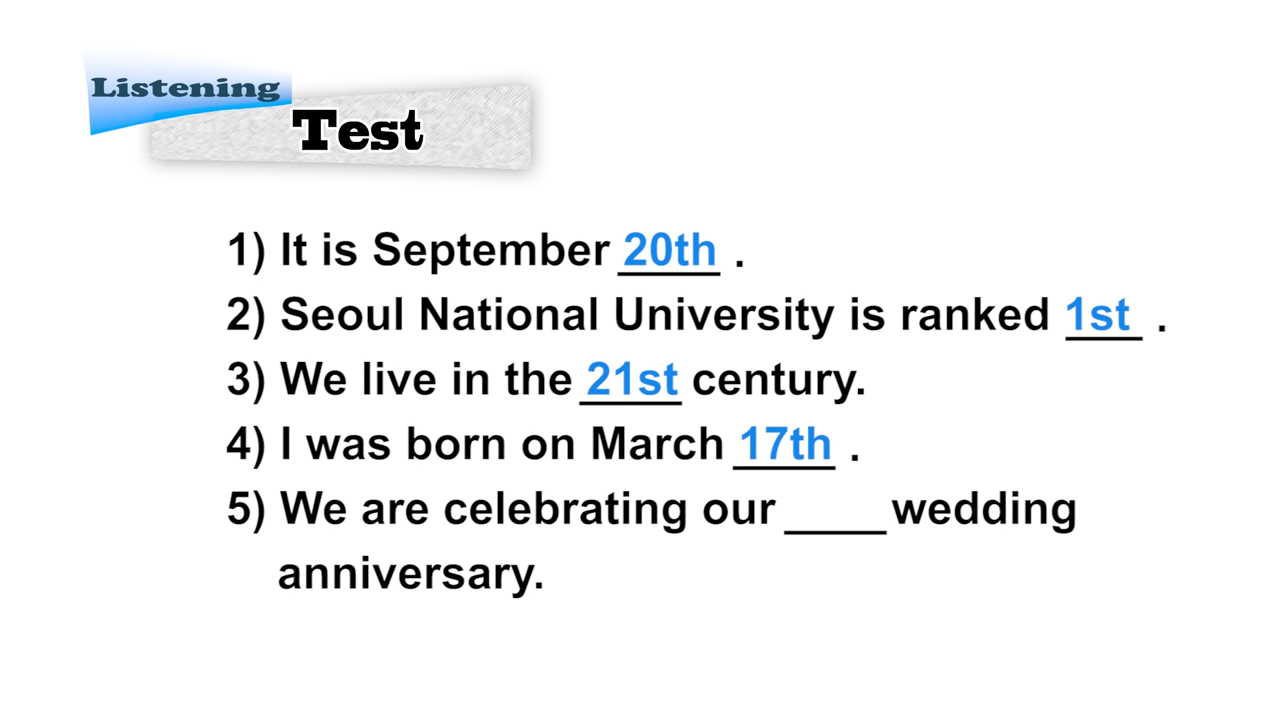 Listening
Test
1) It is September 20th .
2) Seoul National University is ranked 1st .
3) We live in the 21st century.
4) I was born on March 17th .
5) We are celebrating our ____ wedding
anniversary.